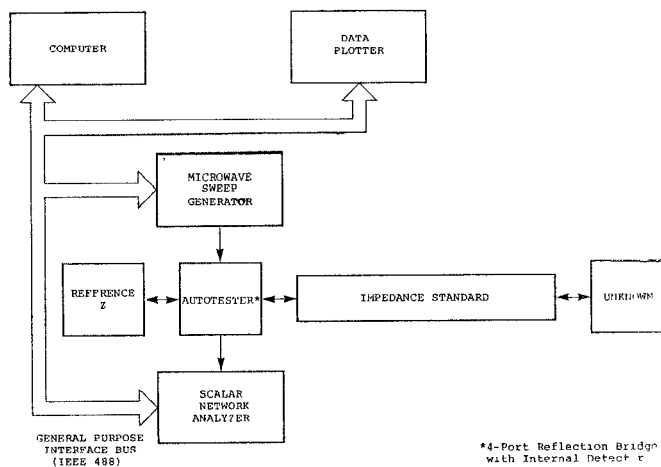 COMPUTER
DATA
PLOTTER
MICROWAVE
SWEEP
GENERATOR
REFFRENCE
Z
AUTOTESTER*
IMPEDANCE STANDARD
UNKNOWN
SCALAR
NETWORK
ANALYZER
GENERAL PURPOSE
INTERFACE BUS
(IEEE 488)
*4-Port Reflection Bridge
with Internal Detect r